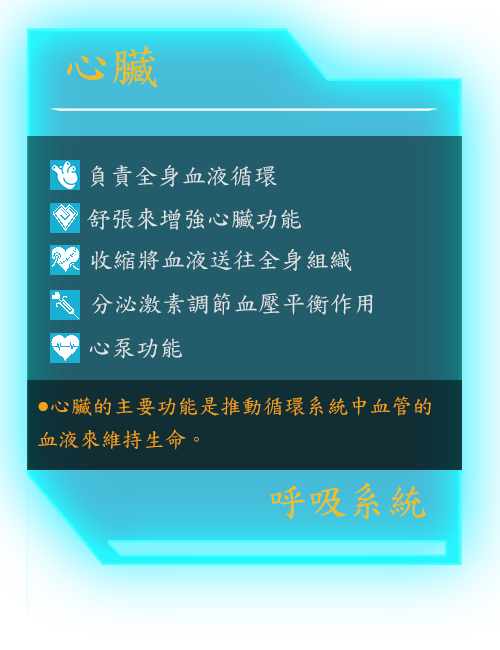 心臟
負責全身血液循環
舒張來增強心臟功能
收縮將血液送往全身組織
分泌激素調節血壓平衡作用
心泵功能
●心臟的主要功能是推動循環系統中血管的
血液來維持生命。
呼吸系統